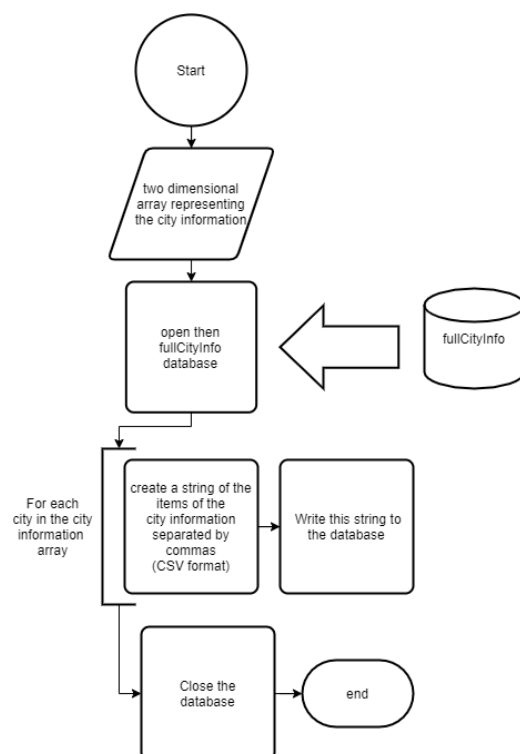 Start
two dimensional
array representing
the city information
open then
fullCityInfo
database
fullCityInfo
For each
city in the city
information
array
create a string of the
items of the
city information
separated by
commas
(CSV format)
Write this string to
the database
Close the
database
end